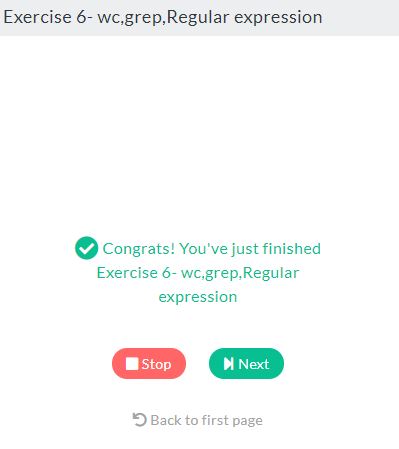 Exercise 6- wc,grep,Regular expression
Congrats! You've just finished
Exercise 6- wc,grep,Regular
expression
Stop Next
Back to first page